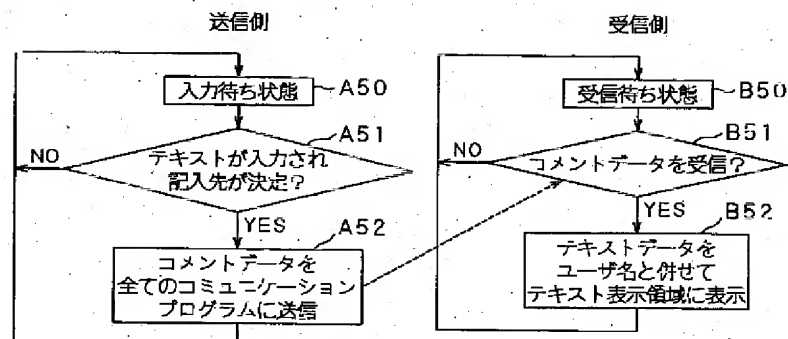 送信側
入力待ち状態
A50
A51
テキストが入力され
記入先が決定？
NO
YES
A52
コメントデータを
全てのコミュニケーション
プログラムに送信
受信側
受信待ち状態
B50
B51
コメントデータを受信？
NO
YES
B52
テキストデータを
ユーザ名と併せて
テキスト表示領域に表示